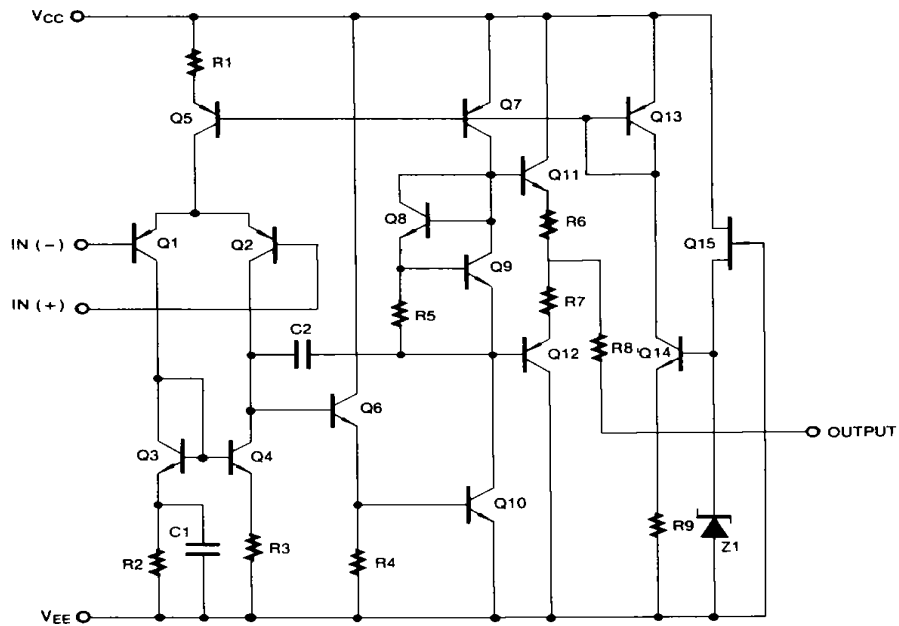 VCC
R1
Q5
Q7
Q13
Q11
Q8
R6
IN (-)
Q1
Q2
Q15
Q9
IN (+)
R7
R5
C2
R8
Q14
Q12
Q6
OUTPUT
Q3
Q4
Q10
C1
R9
R2
R3
R4
Z1
VEE